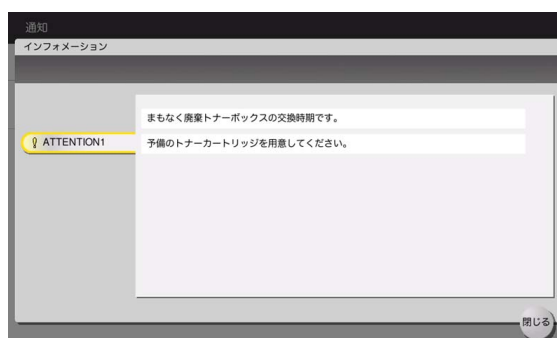 通知
インフォメーション
まもなく廃棄トナーボックスの交換時期です。
ATTENTION1
予備のトナーカートリッジを用意してください。
閉じる